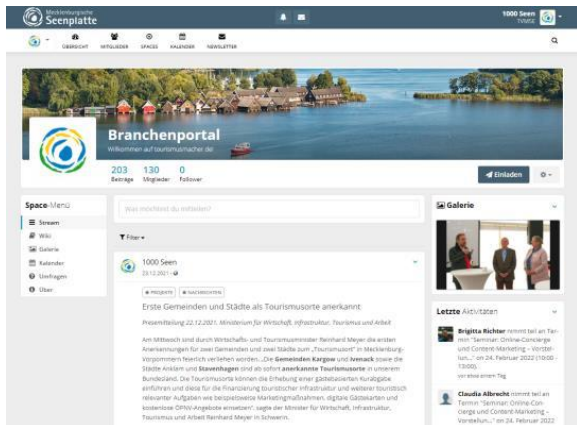 Mecklenburgische
Seenplatte
1000 Seen
TVMSE
ÜBERSICHT
MITGLIEDER
SPACES
KALENDER
NEWSLETTER
Branchenportal
Willkommen auf tourismusmacher.de!
203 130 0
Beiträge Mitglieder Follower
Einladen
Space-Menü
Stream
Wiki
Galerie
Kalender
Umfragen
Über
Was möchtest du mitteilen?
Filter
1000 Seen
23.12.2021
PROJEKTE
NACHRICHTEN
Erste Gemeinden und Städte als Tourismusorte anerkannt
Pressemitteilung 22.12.2021, Ministerium für Wirtschaft, Infrastruktur, Tourismus und Arbeit
Am Mittwoch sind durch Wirtschafts- und Tourismusminister Reinhard Meyer die ersten
Anerkennungen für zwei Gemeinden und zwei Städte zum „Tourismusort" in Mecklenburg-
Vorpommern feierlich verliehen worden. „Die Gemeinden Kargow und Ivenack sowie die
Städte Anklam und Stavenhagen sind ab sofort anerkannte Tourismusorte in unserem
Bundesland. Die Tourismusorte können die Erhebung einer gästebezierten Kurabgabe
einführen und diese für die Finanzierung touristischer Infrastruktur und weiterer touristisch
relevanter Aufgaben wie beispielsweise Marketingmaßnahmen, digitale Gästekarten und
kostenlose ÖPNV-Angebote einsetzen", sagte der Minister für Wirtschaft, Infrastruktur,
Tourismus und Arbeit Reinhard Meyer in Schwerin.
Galerie
Letzte Aktivitäten
Brigitta Richter nimmt teil an Ter-
min "Seminar: Online-Concierge
und Content-Marketing – Vorstel-
lun..." on 24. Februar 2022 (10:00 -
13:00).
vor etwa einem Tag
Claudia Albrecht nimmt teil an
Termin "Seminar: Online-Con-
cierge und Content-Marketing –
Vorstellun..." on 24. Februar 2022